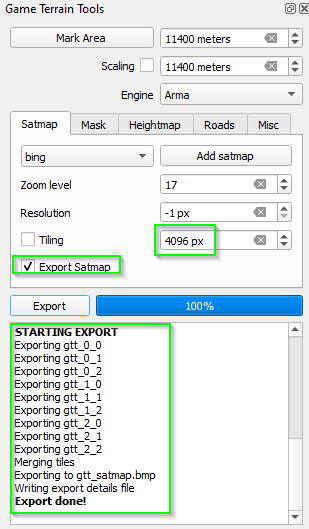 Game Terrain Tools
Mark Area 11400 meters
Scaling 11400 meters
Engine Arma
Satmap Mask Heightmap Roads Misc
bing Add satmap
Zoom level 17
Resolution -1 px
Tiling 4096 px
Export Satmap
Export 100%
STARTING EXPORT
Exporting gtt_0_0
Exporting gtt_0_1
Exporting gtt_0_2
Exporting gtt_1_0
Exporting gtt_1_1
Exporting gtt_1_2
Exporting gtt_2_0
Exporting gtt_2_1
Exporting gtt_2_2
Merging tiles
Exporting to gtt_satmap.bmp
Writing export details file
Export done!